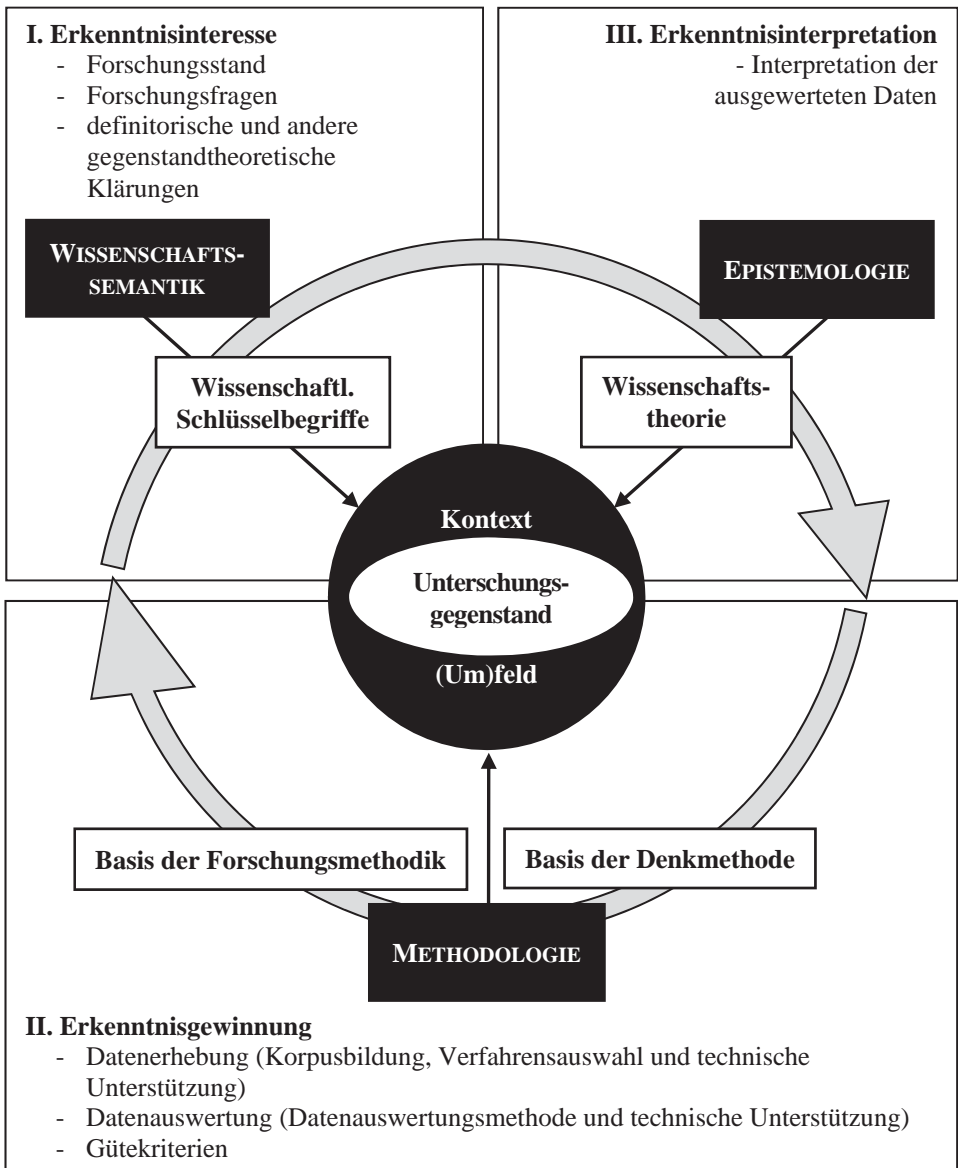 I. Erkenntnisinteresse
- Forschungsstand
- Forschungsfragen
- definitorische und andere
gegenstandtheoretische
Klärungen
WISSENSCHAFTS-
SEMANTIK
Wissenschaftl.
Schlüsselbegriffe
III. Erkenntnisinterpretation
- Interpretation der
ausgewerteten Daten
EPISTEMOLOGIE
Wissenschafts-
theorie
Kontext
Unterschungs-
gegenstand
(Um)feld
Basis der Forschungsmethodik
Basis der Denkmethode
METHODOLOGIE
II. Erkenntnisgewinnung
- Datenerhebung (Korpusbildung, Verfahrensauswahl und technische
Unterstützung)
- Datenauswertung (Datenauswertungsmethode und technische Unterstützung)
- Gütekriterien